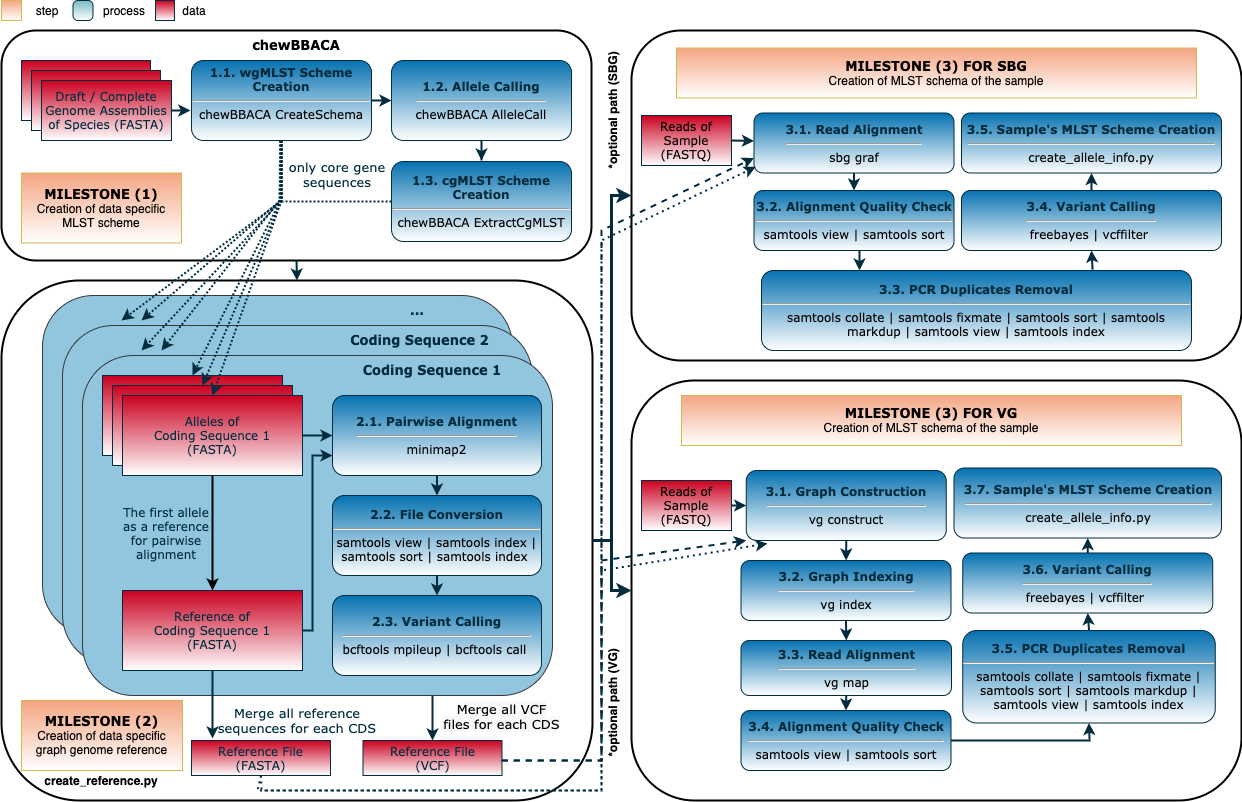 step
process
data
chewBBACA
Draft / Complete
Genome Assemblies
of Species (FASTA)
1.1. wgMLST Scheme
Creation
chewBBACA CreateSchema
1.2. Allele Calling
chewBBACA AlleleCall
only core gene
sequences
1.3. cgMLST Scheme
Creation
chewBBACA ExtractCgMLST
MILESTONE (1)
Creation of data specific
MLST scheme
...
Coding Sequence 2
Coding Sequence 1
Alleles of
Coding Sequence 1
(FASTA)
2.1. Pairwise Alignment
minimap2
The first allele
as a reference
for pairwise
alignment
2.2. File Conversion
samtools view | samtools index |
samtools sort | samtools index
Reference of
Coding Sequence 1
(FASTA)
2.3. Variant Calling
bcftools mpileup | bcftools call
MILESTONE (2)
Creation of data specific
graph genome reference
create_reference.py
Merge all reference
sequences for each CDS
Merge all VCF
files for each CDS
Reference File
(FASTA)
Reference File
(VCF)
*optional path (SBG)
*optional path (VG)
MILESTONE (3) FOR SBG
Creation of MLST schema of the sample
Reads of
Sample
(FASTQ)
3.1. Read Alignment
sbg graf
3.2. Alignment Quality Check
samtools view | samtools sort
3.3. PCR Duplicates Removal
samtools collate | samtools fixmate | samtools sort | samtools
markdup | samtools view | samtools index
3.4. Variant Calling
freebayes | vcffilter
3.5. Sample's MLST Scheme Creation
create_allele_info.py
MILESTONE (3) FOR VG
Creation of MLST schema of the sample
Reads of
Sample
(FASTQ)
3.1. Graph Construction
vg construct
3.2. Graph Indexing
vg index
3.3. Read Alignment
vg map
3.4. Alignment Quality Check
samtools view | samtools sort
3.5. PCR Duplicates Removal
samtools collate | samtools fixmate |
samtools sort | samtools markdup |
samtools view | samtools index
3.6. Variant Calling
freebayes | vcffilter
3.7. Sample's MLST Scheme Creation
create_allele_info.py